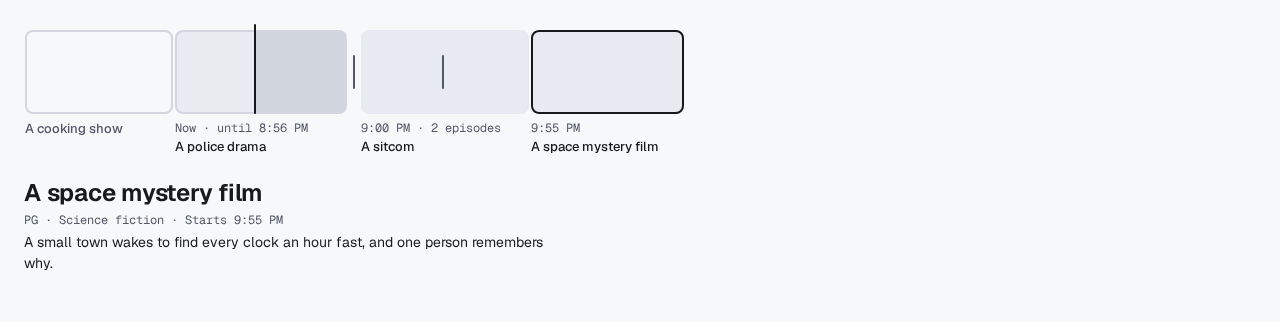 A cooking show
Now · until 8:56 PM
A police drama
9:00 PM · 2 episodes
A sitcom
9:55 PM
A space mystery film
A space mystery film
PG · Science fiction · Starts 9:55 PM
A small town wakes to find every clock an hour fast, and one person remembers
why.